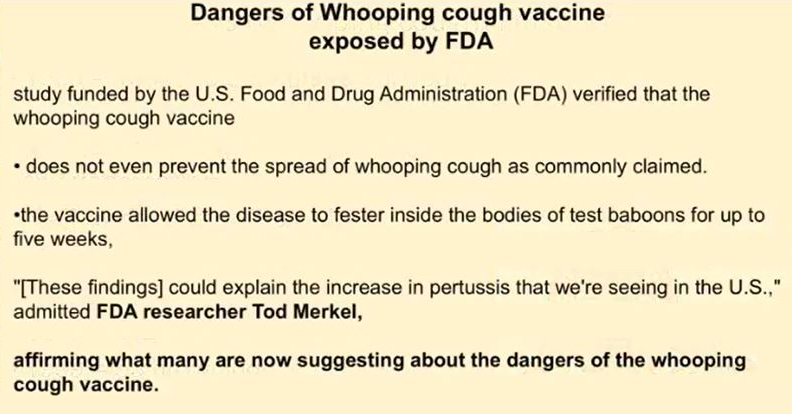 Dangers of Whooping cough vaccine
exposed by FDA
study funded by the U.S. Food and Drug Administration (FDA) verified that the
whooping cough vaccine
• does not even prevent the spread of whooping cough as commonly claimed.
•the vaccine allowed the disease to fester inside the bodies of test baboons for up to
five weeks,
"[These findings] could explain the increase in pertussis that we're seeing in the U.S.,"
admitted FDA researcher Tod Merkel,
affirming what many are now suggesting about the dangers of the whooping
cough vaccine.